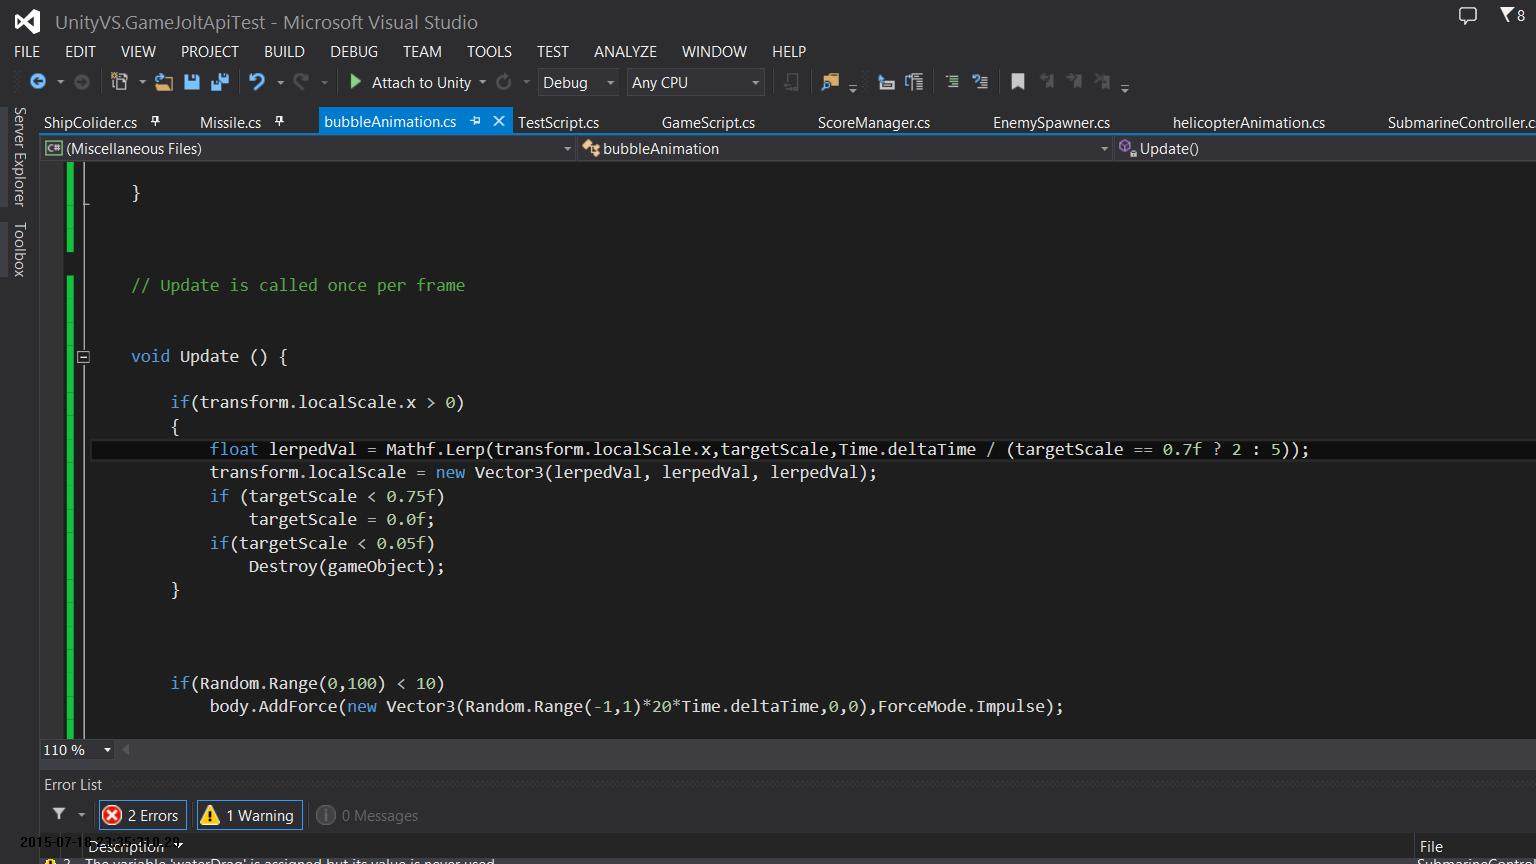 UnityVS.GameJoltApiTest - Microsoft Visual Studio
8
FILE EDIT VIEW PROJECT BUILD DEBUG TEAM TOOLS TEST ANALYZE WINDOW HELP
Attach to Unity Debug Any CPU
Server Explorer
Toolbox
ShipColider.cs Missile.cs bubbleAnimation.cs TestScript.cs GameScript.cs ScoreManager.cs EnemySpawner.cs helicopterAnimation.cs SubmarineController.cs
C# (Miscellaneous Files) bubbleAnimation Update()
}
// Update is called once per frame
void Update () {
if(transform.localScale.x > 0)
{
float lerpedVal = Mathf.Lerp(transform.localScale.x,targetScale,Time.deltaTime / (targetScale == 0.7f ? 2 : 5));
transform.localScale = new Vector3(lerpedVal, lerpedVal, lerpedVal);
if (targetScale < 0.75f)
targetScale = 0.0f;
if(targetScale < 0.05f)
Destroy(gameObject);
}
if(Random.Range(0,100) < 10)
body.AddForce(new Vector3(Random.Range(-1,1)*20*Time.deltaTime,0,0),ForceMode.Impulse);
110 %
Error List
2 Errors 1 Warning 0 Messages
Description File
The variable 'waterDrag' is assigned but its value is never used